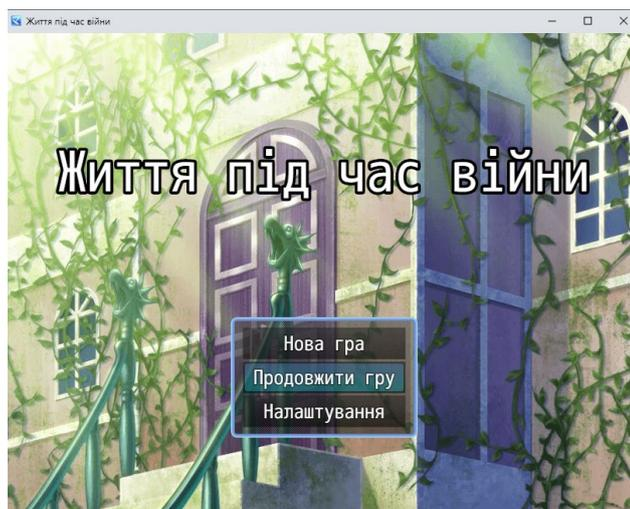 Життя під час війни
Життя під час війни
Нова гра
Продовжити гру
Налаштування